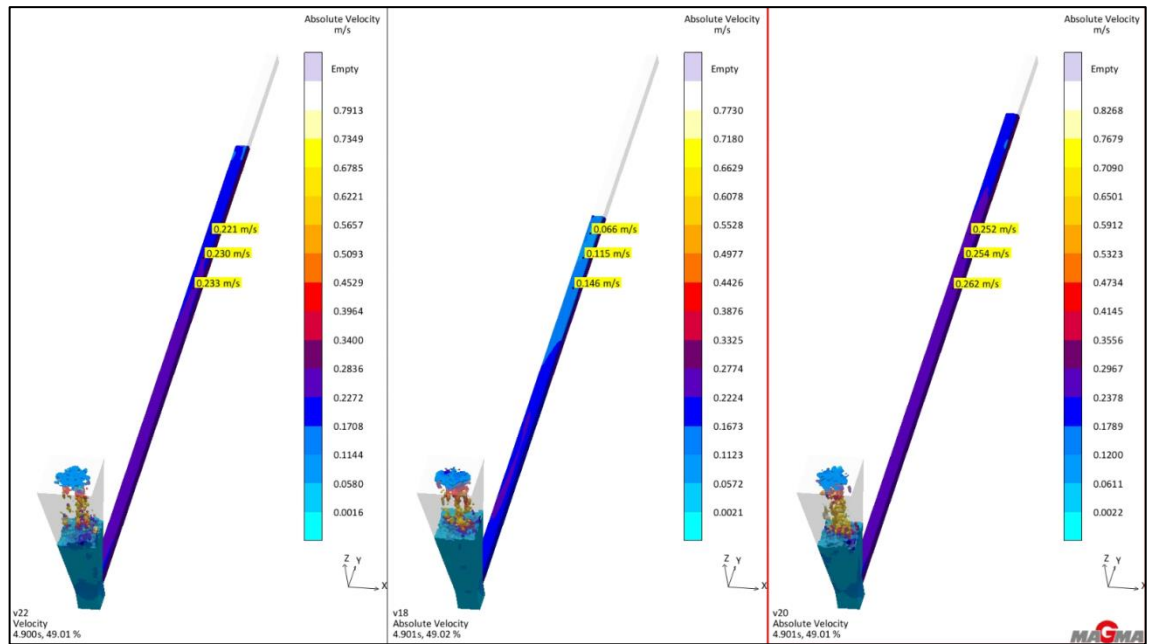 Absolute Velocity
m/s
Empty
0.7913
0.7349
0.6785
0.6221
0.5657
0.5093
0.4529
0.3964
0.3400
0.2836
0.2272
0.1708
0.1144
0.0580
0.0016
0.221 m/s
0.230 m/s
0.233 m/s
Z Y
X
v22
Velocity
4.900s, 49.01 %
Absolute Velocity
m/s
Empty
0.7730
0.7180
0.6629
0.6078
0.5528
0.4977
0.4426
0.3876
0.3325
0.2774
0.2224
0.1673
0.1123
0.0572
0.0021
0.066 m/s
0.115 m/s
0.146 m/s
Z Y
X
v18
Absolute Velocity
4.901s, 49.02 %
Absolute Velocity
m/s
Empty
0.8268
0.7679
0.7090
0.6501
0.5912
0.5323
0.4734
0.4145
0.3556
0.2967
0.2378
0.1789
0.1200
0.0611
0.0022
0.252 m/s
0.254 m/s
0.262 m/s
Z Y
X
v20
Absolute Velocity
4.901s, 49.01 %
MAGMA